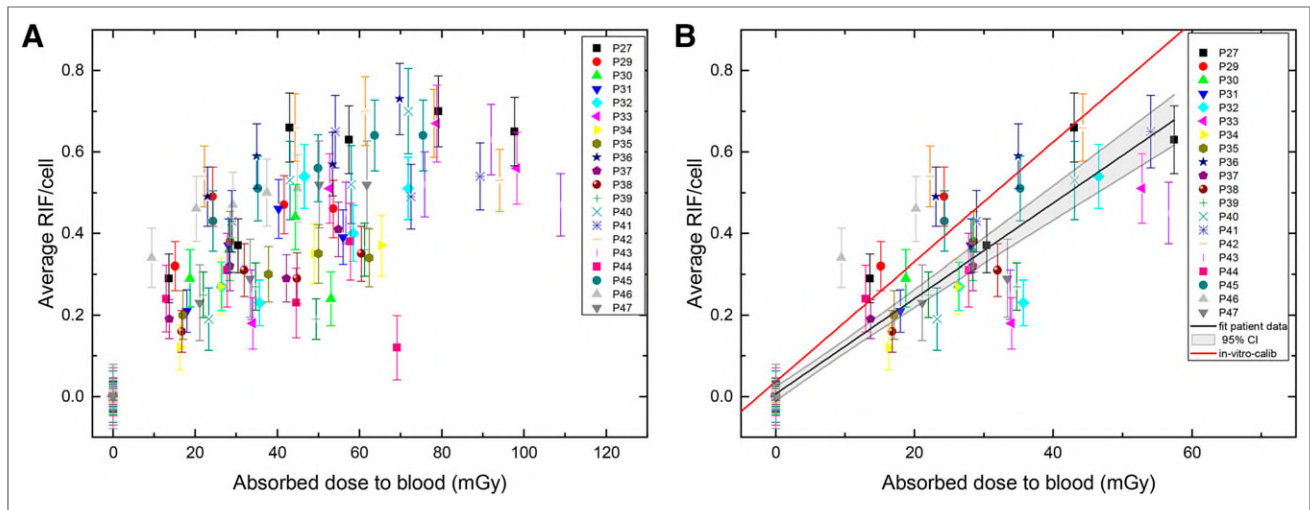 A
Average RIF/cell
0.8
0.6
0.4
0.2
0.0
0 20 40 60 80 100 120
Absorbed dose to blood (mGy)
P27
P29
P30
P31
P32
P33
P34
P35
P36
P37
P38
P39
P40
P41
P42
P43
P44
P45
P46
P47
B
Average RIF/cell
0.8
0.6
0.4
0.2
0.0
0 20 40 60
Absorbed dose to blood (mGy)
P27
P29
P30
P31
P32
P33
P34
P35
P36
P37
P38
P39
P40
P41
P42
P43
P44
P45
P46
P47
fit patient data
95% CI
in-vitro-calib